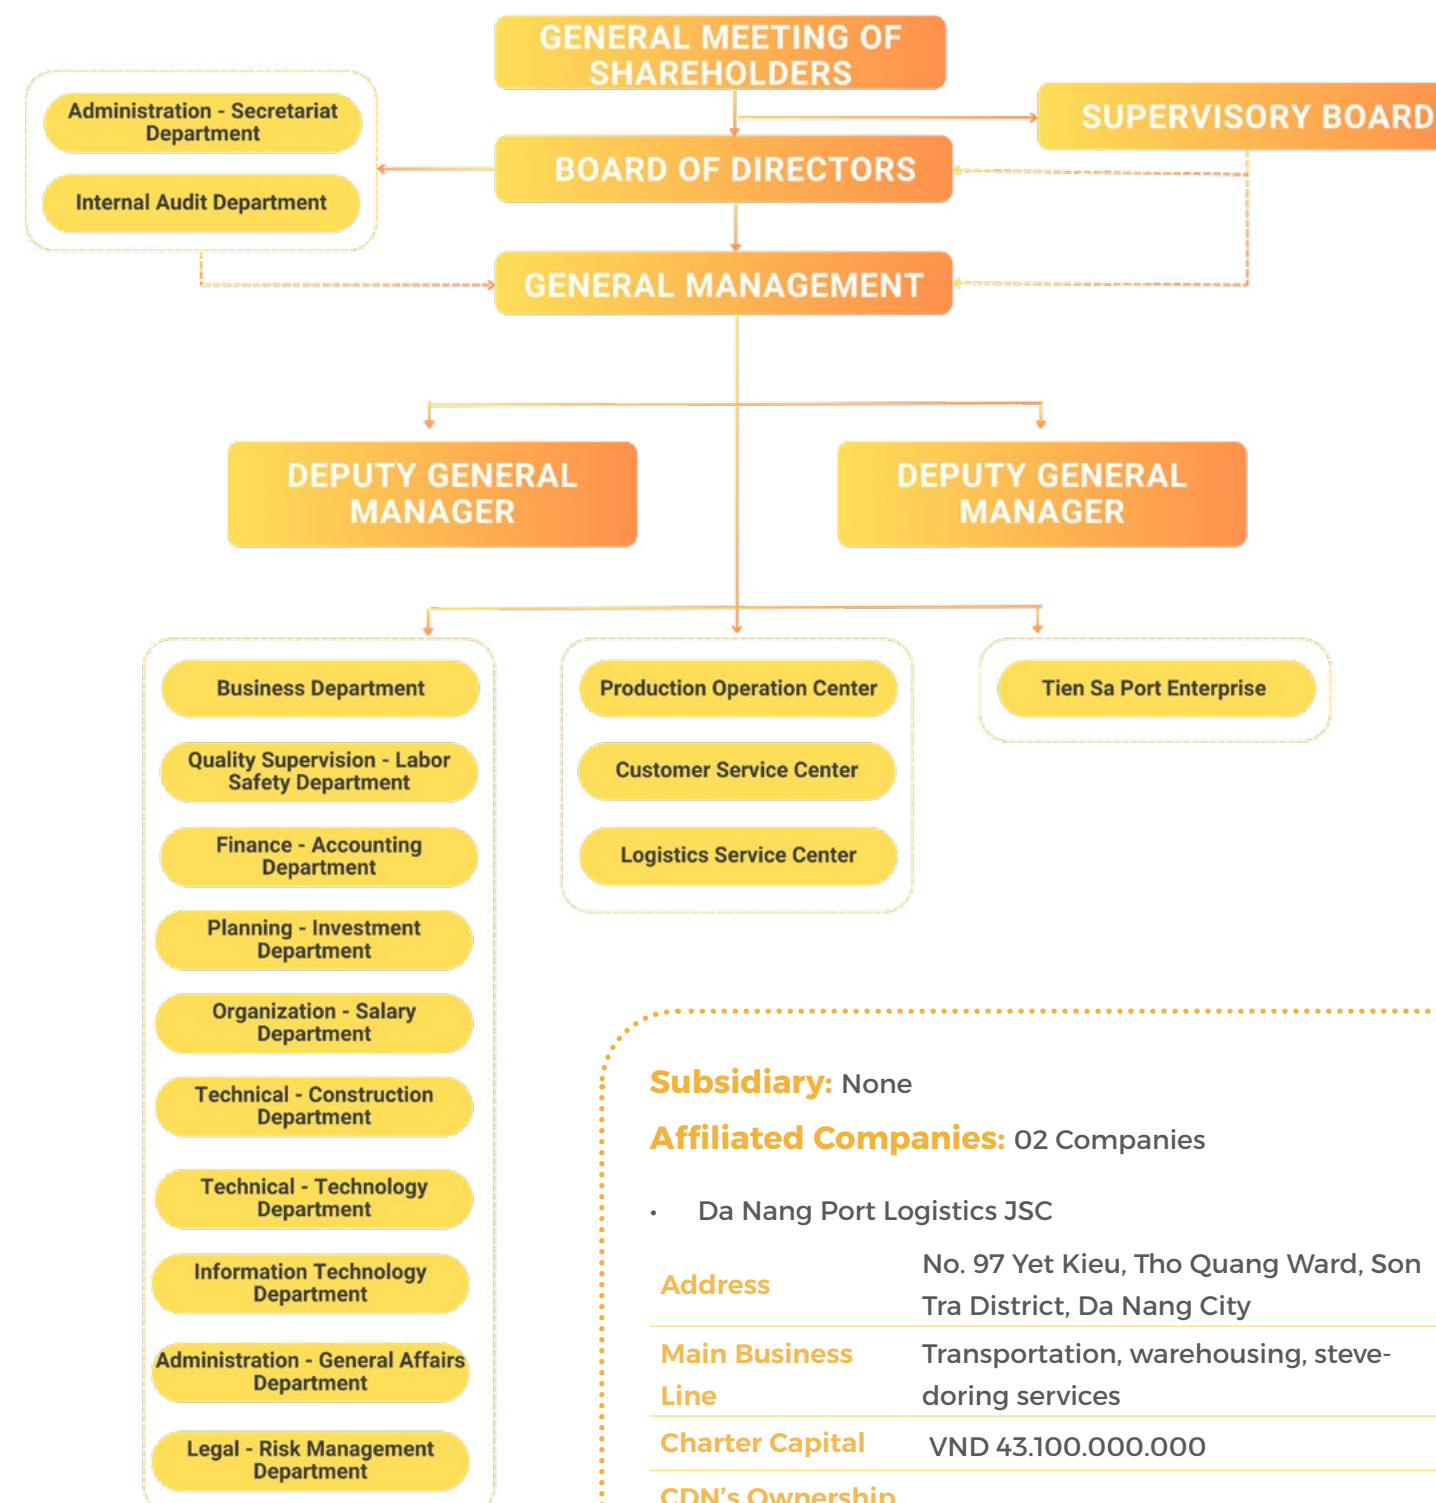 GENERAL MEETING OF
SHAREHOLDERS
Administration - Secretariat
Department
SUPERVISORY BOARD
BOARD OF DIRECTORS
Internal Audit Department
GENERAL MANAGEMENT
DEPUTY GENERAL
MANAGER
DEPUTY GENERAL
MANAGER
Business Department
Quality Supervision - Labor
Safety Department
Finance - Accounting
Department
Planning - Investment
Department
Organization - Salary
Department
Technical - Construction
Department
Technical - Technology
Department
Information Technology
Department
Administration - General Affairs
Department
Legal - Risk Management
Department
Production Operation Center
Customer Service Center
Logistics Service Center
Tien Sa Port Enterprise
Subsidiary: None
Affiliated Companies: 02 Companies
• Da Nang Port Logistics JSC
Address
No. 97 Yet Kieu, Tho Quang Ward, Son
Tra District, Da Nang City
Main Business
Line
Transportation, warehousing, steve-
doring services
Charter Capital VND 43.100.000.000
CDN's Ownership